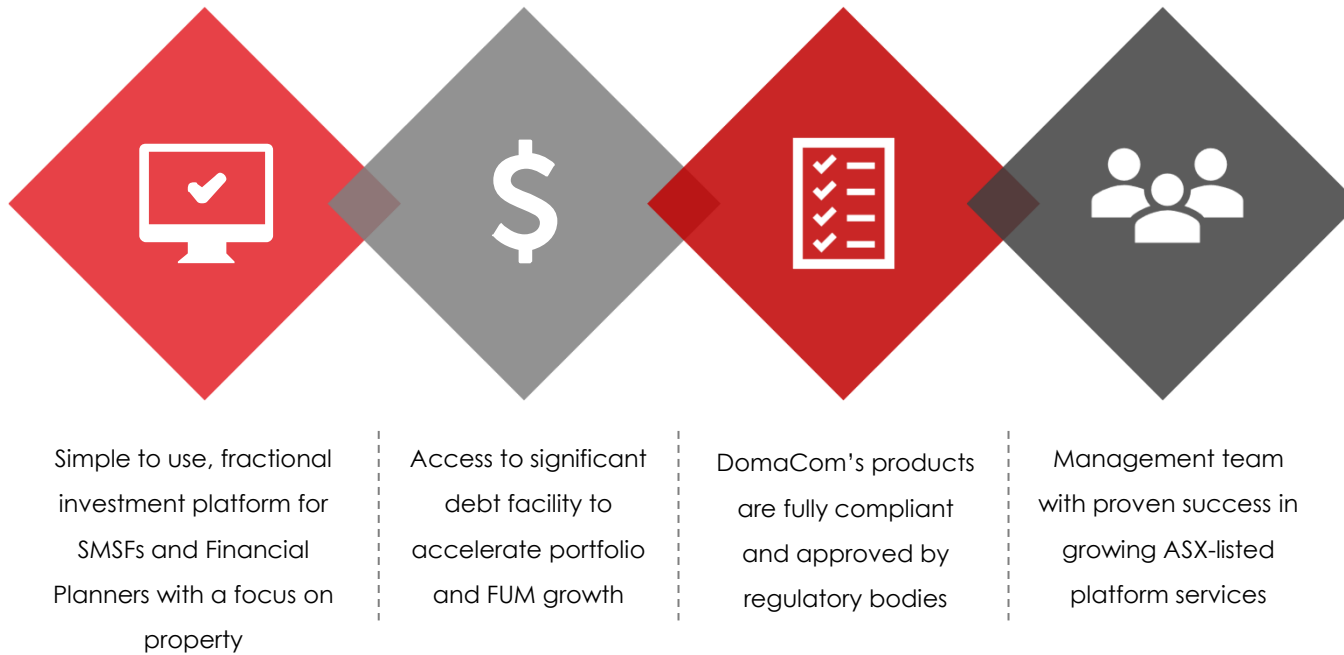 Simple to use, fractional
investment platform for
SMSFs and Financial
Planners with a focus on
property
Access to significant
debt facility to
accelerate portfolio
and FUM growth
DomaCom’s products
are fully compliant
and approved by
regulatory bodies
Management team
with proven success in
growing ASX-listed
platform services